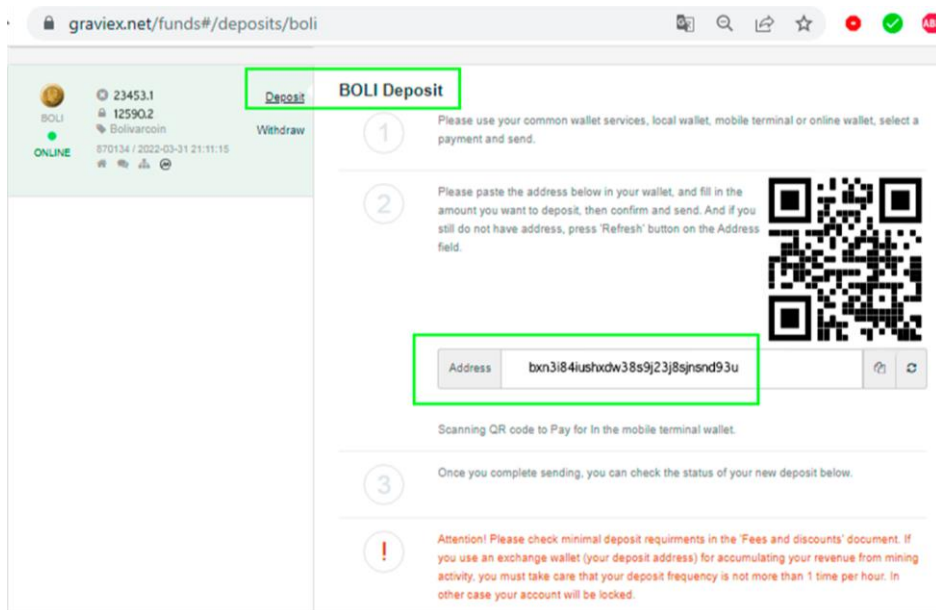 graviex.net/funds#/deposits/boli
AB
BOLI
ONLINE
23453.1
12590.2
Bolivarcoin
870134 / 2022-03-31 21:11:15
Deposit
Withdraw
BOLI Deposit
1
Please use your common wallet services, local wallet, mobile terminal or online wallet, select a
payment and send.
2
Please paste the address below in your wallet, and fill in the
amount you want to deposit, then confirm and send. And if you
still do not have address, press 'Refresh' button on the Address
field.
Address
bxn3i84iushxdw38s9j23j8sjnsnd93u
Scanning QR code to Pay for In the mobile terminal wallet.
3
Once you complete sending, you can check the status of your new deposit below.
!
Attention! Please check minimal deposit requirments in the 'Fees and discounts' document. If
you use an exchange wallet (your deposit address) for accumulating your revenue from mining
activity, you must take care that your deposit frequency is not more than 1 time per hour. In
other case your account will be locked.